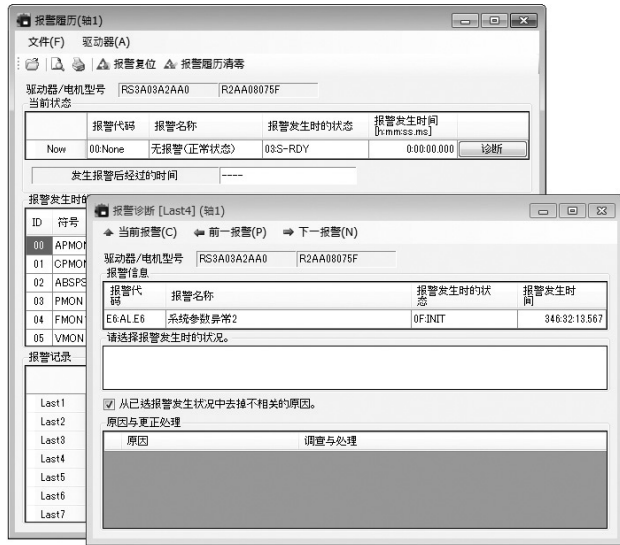 报警履历(轴1)
文件(F) 驱动器(A)
报警复位 报警履历清零
驱动器/电机型号 RS3A03A2AA0 R2AA08075F
当前状态
报警代码 报警名称 报警发生时的状态 报警发生时间[h:mm:ss.ms]
Now 00:None 无报警(正常状态) 03:S-RDY 0:00:00.000 诊断
发生报警后经过的时间 ----
报警发生时的
ID 符号
00 APMON
01 CPMON
02 ABSPS
03 PMON
04 FMON
05 VMON
报警记录
Last1
Last2
Last3
Last4
Last5
Last6
Last7
报警诊断 [Last4] (轴1)
当前报警(C) 前一报警(P) 下一报警(N)
驱动器/电机型号 RS3A03A2AA0 R2AA08075F
报警信息
报警代码 报警名称 报警发生时的状态 报警发生时间
E6:AL.E6 系统参数异常2 0F:INIT 346:32:13.567
请选择报警发生时的状况。
从已选报警发生状况中去掉不相关的原因。
原因与更正处理
原因 调查与处理